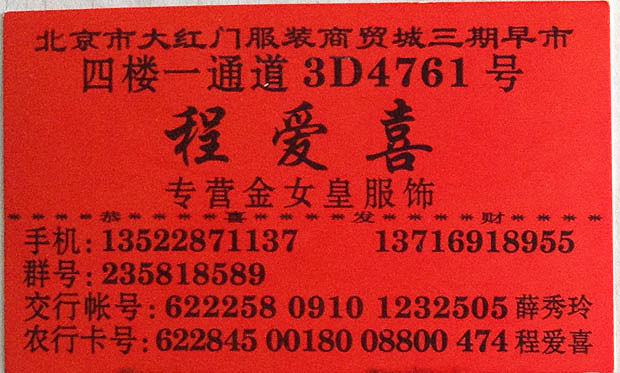 北京市大红门服装商贸城三期早市
四楼一通道 3D4761 号
程爱喜
专营金女皇服饰
＊＊＊＊＊＊恭＊＊＊＊＊＊喜＊＊＊＊＊＊发＊＊＊＊＊＊财＊＊＊＊＊＊
手机: 13522871137 13716918955
群号: 235818589
交行帐号: 622258 0910 1232505 薛秀玲
农行卡号: 622845 00180 08800 474 程爱喜